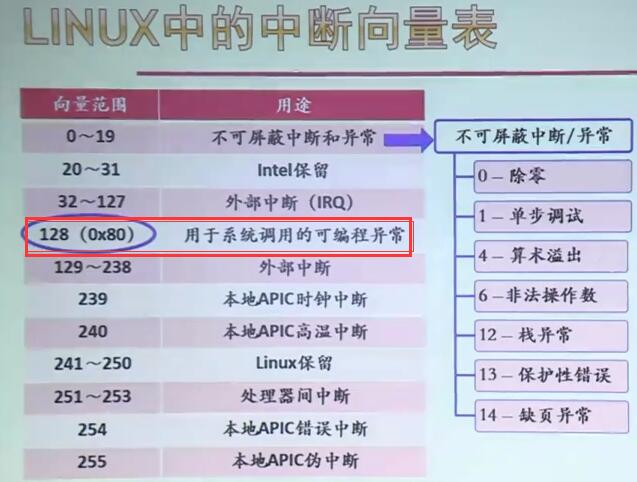 LINUX中的中断向量表
向量范围 用途
0～19 不可屏蔽中断和异常
20～31 Intel保留
32～127 外部中断（IRQ）
128（0x80） 用于系统调用的可编程异常
129～238 外部中断
239 本地APIC时钟中断
240 本地APIC高温中断
241～250 Linux保留
251～253 处理器间中断
254 本地APIC错误中断
255 本地APIC伪中断
不可屏蔽中断/异常
0 – 除零
1 – 单步调试
4 – 算术溢出
6 –非法操作数
12 – 栈异常
13 – 保护性错误
14 – 缺页异常